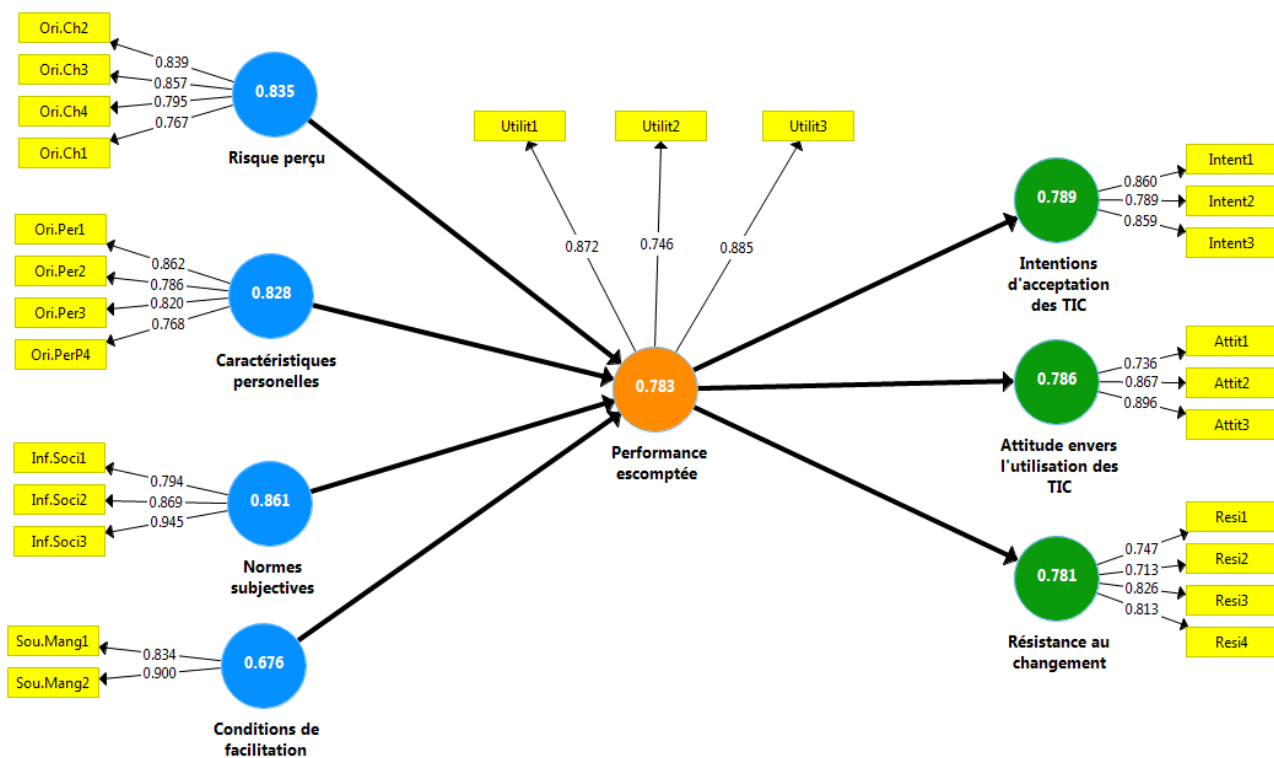 Ori.Ch2
Ori.Ch3
Ori.Ch4
Ori.Ch1
0.839
0.857
0.795
0.767
0.835
Risque perçu
Ori.Per1
Ori.Per2
Ori.Per3
Ori.PerP4
0.862
0.786
0.820
0.768
0.828
Caractéristiques
personelles
Inf.Soci1
Inf.Soci2
Inf.Soci3
0.794
0.869
0.945
0.861
Normes
subjectives
Sou.Mang1
Sou.Mang2
0.834
0.900
0.676
Conditions de
facilitation
Utilit1
Utilit2
Utilit3
0.872
0.746
0.885
0.783
Performance
escomptée
0.789
Intentions
d'acceptation
des TIC
0.860
0.789
0.859
Intent1
Intent2
Intent3
0.786
Attitude envers
l'utilisation des
TIC
0.736
0.867
0.896
Attit1
Attit2
Attit3
0.781
Résistance au
changement
0.747
0.713
0.826
0.813
Resi1
Resi2
Resi3
Resi4